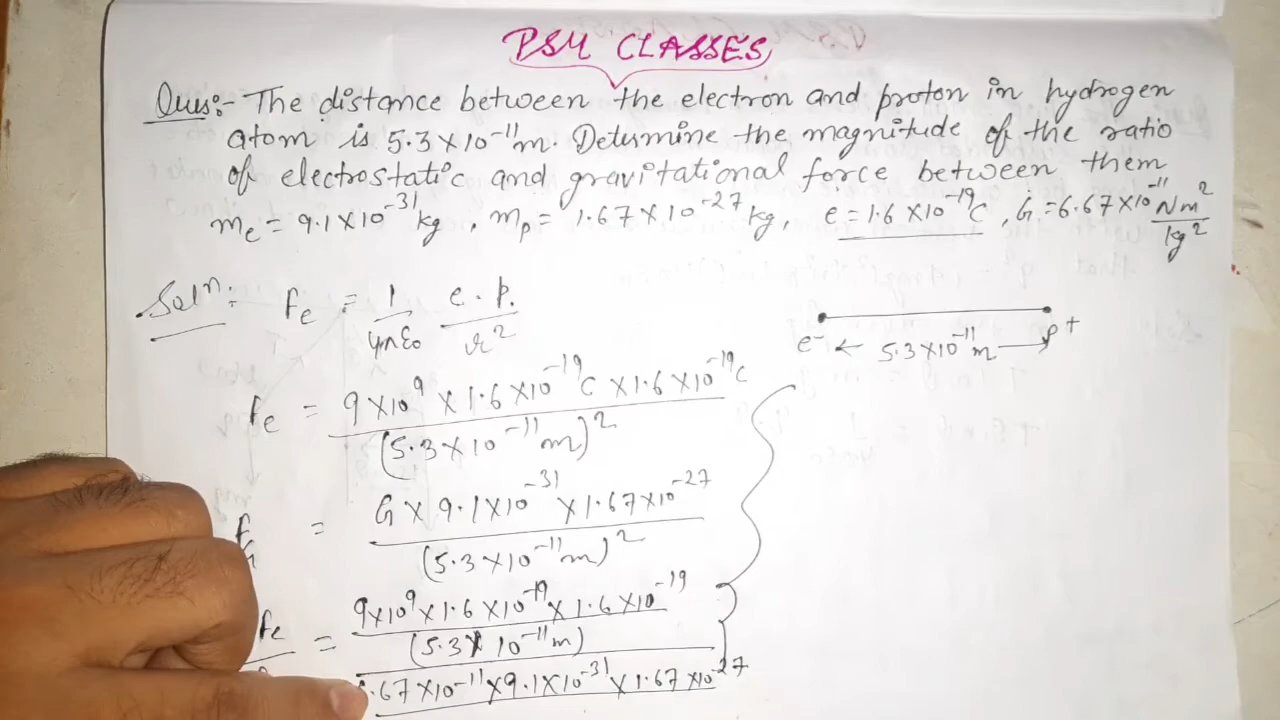 PSM CLASSES
Ques:- The distance between the electron and proton in hydrogen
atom is 5.3 × 10⁻¹¹m. Determine the magnitude of the ratio
of electrostatic and gravitational force between them
mₑ = 9.1×10⁻³¹ kg, mₚ = 1.67×10⁻²⁷ kg, e = 1.6 ×10⁻¹⁹C, G = 6.67×10⁻¹¹ Nm²/kg²
Solⁿ: Fₑ = 1/4πε₀ e . p./r²
e⁻ ← 5.3×10⁻¹¹m → p⁺
Fₑ = 9×10⁹ × 1.6×10⁻¹⁹C × 1.6×10⁻¹⁹C / (5.3×10⁻¹¹m)²
F_G = G × 9.1×10⁻³¹ × 1.67×10⁻²⁷ / (5.3×10⁻¹¹m)²
Fₑ = 9×10⁹×1.6×10⁻¹⁹ × 1.6×10⁻¹⁹
(5.3× 10⁻¹¹m)
.67×10⁻¹¹×9.1×10⁻³¹×1.67×10⁻²⁷